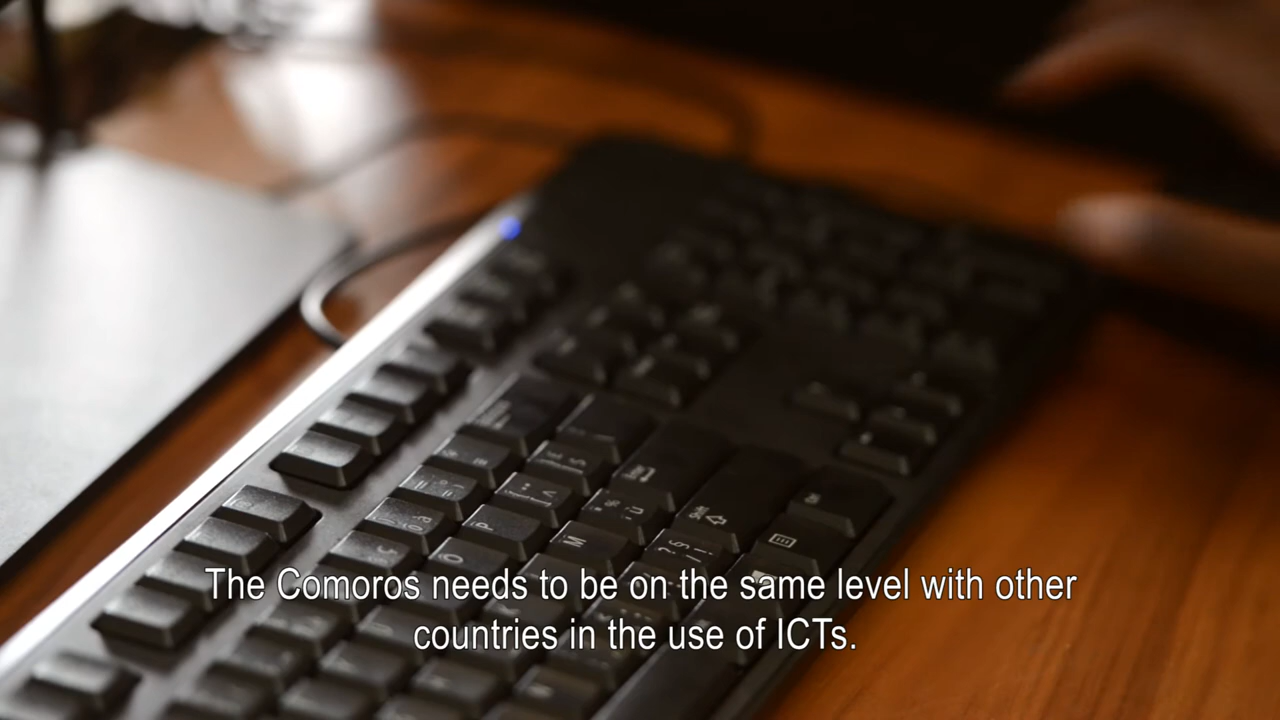 The Comoros needs to be on the same level with other
countries in the use of ICTs.